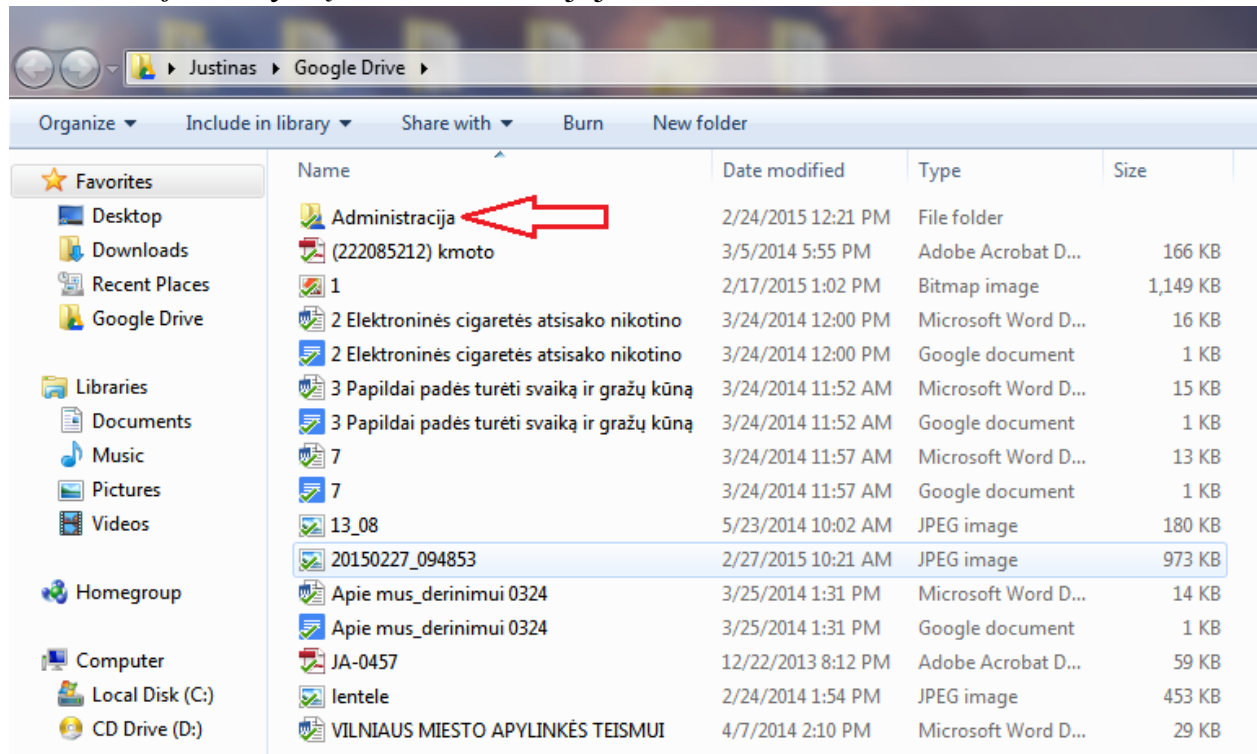 Justinas Google Drive
Organize Include in library Share with Burn New folder
Favorites
Desktop
Downloads
Recent Places
Google Drive
Libraries
Documents
Music
Pictures
Videos
Homegroup
Computer
Local Disk (C:)
CD Drive (D:)
Name Date modified Type Size
Administracija 2/24/2015 12:21 PM File folder
(222085212) kmoto 3/5/2014 5:55 PM Adobe Acrobat D... 166 KB
1 2/17/2015 1:02 PM Bitmap image 1,149 KB
2 Elektroninės cigaretės atsisako nikotino 3/24/2014 12:00 PM Microsoft Word D... 16 KB
2 Elektroninės cigaretės atsisako nikotino 3/24/2014 12:00 PM Google document 1 KB
3 Papildai padės turėti svaiką ir gražų kūną 3/24/2014 11:52 AM Microsoft Word D... 15 KB
3 Papildai padės turėti svaiką ir gražų kūną 3/24/2014 11:52 AM Google document 1 KB
7 3/24/2014 11:57 AM Microsoft Word D... 13 KB
7 3/24/2014 11:57 AM Google document 1 KB
13_08 5/23/2014 10:02 AM JPEG image 180 KB
20150227_094853 2/27/2015 10:21 AM JPEG image 973 KB
Apie mus_derinimui 0324 3/25/2014 1:31 PM Microsoft Word D... 14 KB
Apie mus_derinimui 0324 3/25/2014 1:31 PM Google document 1 KB
JA-0457 12/22/2013 8:12 PM Adobe Acrobat D... 59 KB
lentele 2/24/2014 1:54 PM JPEG image 453 KB
VILNIAUS MIESTO APYLINKĖS TEISMUI 4/7/2014 2:10 PM Microsoft Word D... 29 KB